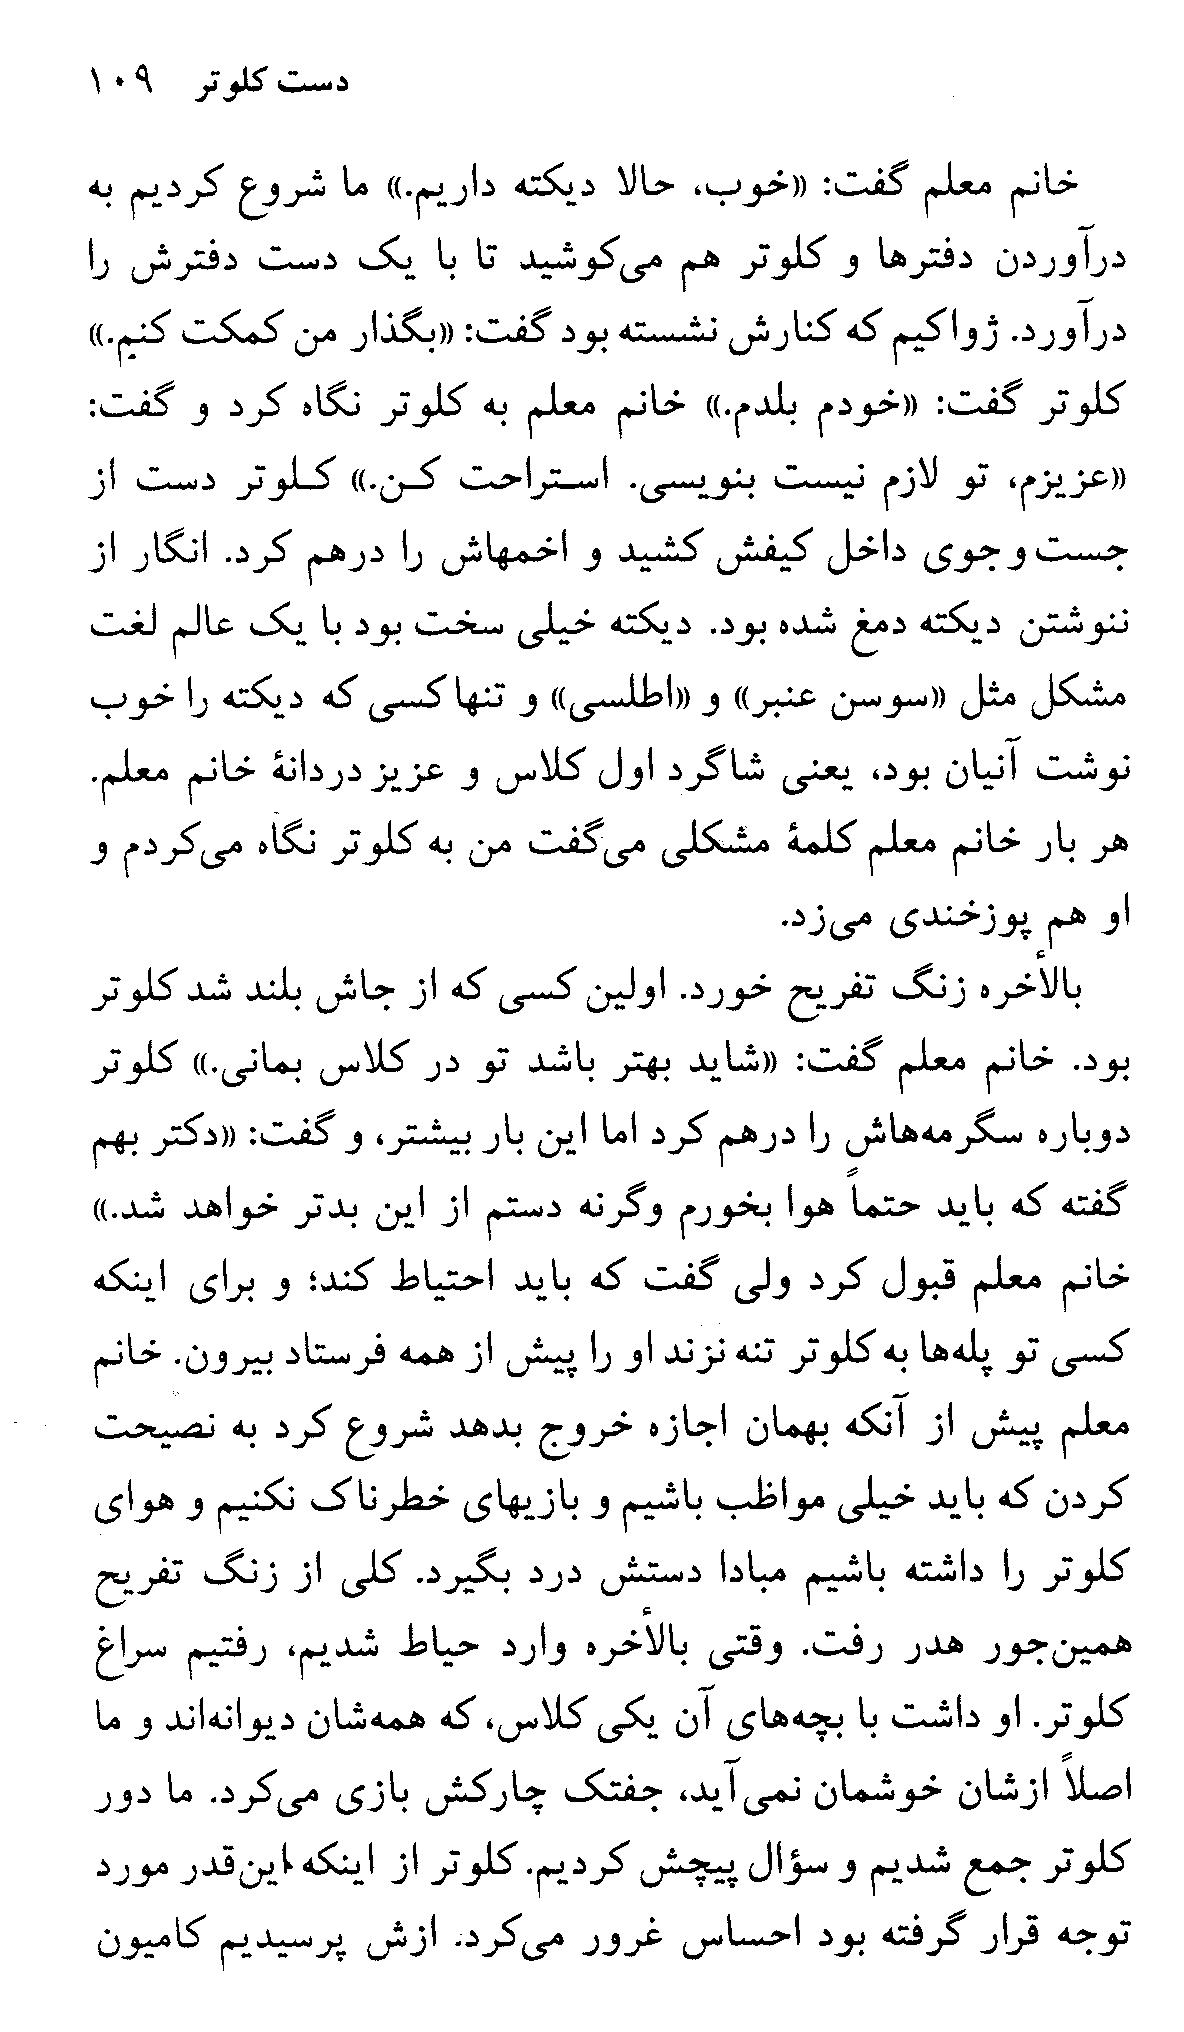 دست کلوتر ۱۰۹
خانم معلم گفت: «خوب، حالا دیکته داریم.» ما شروع کردیم به
درآوردن دفترها و کلوتر هم می‌کوشید تا با یک دست دفترش را
درآورد. ژواکیم که کنارش نشسته بود گفت: «بگذار من کمکت کنم.»
کلوتر گفت: «خودم بلدم.» خانم معلم به کلوتر نگاه کرد و گفت:
«عزیزم، تو لازم نیست بنویسی. استراحت کن.» کلوتر دست از
جست و جوی داخل کیفش کشید و اخمهاش را درهم کرد. انگار از
ننوشتن دیکته دمغ شده بود. دیکته خیلی سخت بود با یک عالم لغت
مشکل مثل «سوسن عنبر» و «اطلسی» و تنها کسی که دیکته را خوب
نوشت آنیان بود، یعنی شاگرد اول کلاس و عزیز دردانهٔ خانم معلم.
هر بار خانم معلم کلمهٔ مشکلی می‌گفت من به کلوتر نگاه می‌کردم و
او هم پوزخندی می‌زد.
بالأخره زنگ تفریح خورد. اولین کسی که از جاش بلند شد کلوتر
بود. خانم معلم گفت: «شاید بهتر باشد تو در کلاس بمانی.» کلوتر
دوباره سگرمه‌هاش را درهم کرد اما این بار بیشتر، و گفت: «دکتر بهم
گفته که باید حتماً هوا بخورم وگرنه دستم از این بدتر خواهد شد.»
خانم معلم قبول کرد ولی گفت که باید احتیاط کند؛ و برای اینکه
کسی تو پله‌ها به کلوتر تنه نزند او را پیش از همه فرستاد بیرون. خانم
معلم پیش از آنکه بهمان اجازه خروج بدهد شروع کرد به نصیحت
کردن که باید خیلی مواظب باشیم و بازیهای خطرناک نکنیم و هوای
کلوتر را داشته باشیم مبادا دستش درد بگیرد. کلی از زنگ تفریح
همین‌جور هدر رفت. وقتی بالأخره وارد حیاط شدیم، رفتیم سراغ
کلوتر. او داشت با بچه‌های آن یکی کلاس، که همه‌شان دیوانه‌اند و ما
اصلاً ازشان خوشمان نمی‌آید، جفتک چارکش بازی می‌کرد. ما دور
کلوتر جمع شدیم و سؤال پیچش کردیم. کلوتر از اینکه این‌قدر مورد
توجه قرار گرفته بود احساس غرور می‌کرد. ازش پرسیدیم کامیون